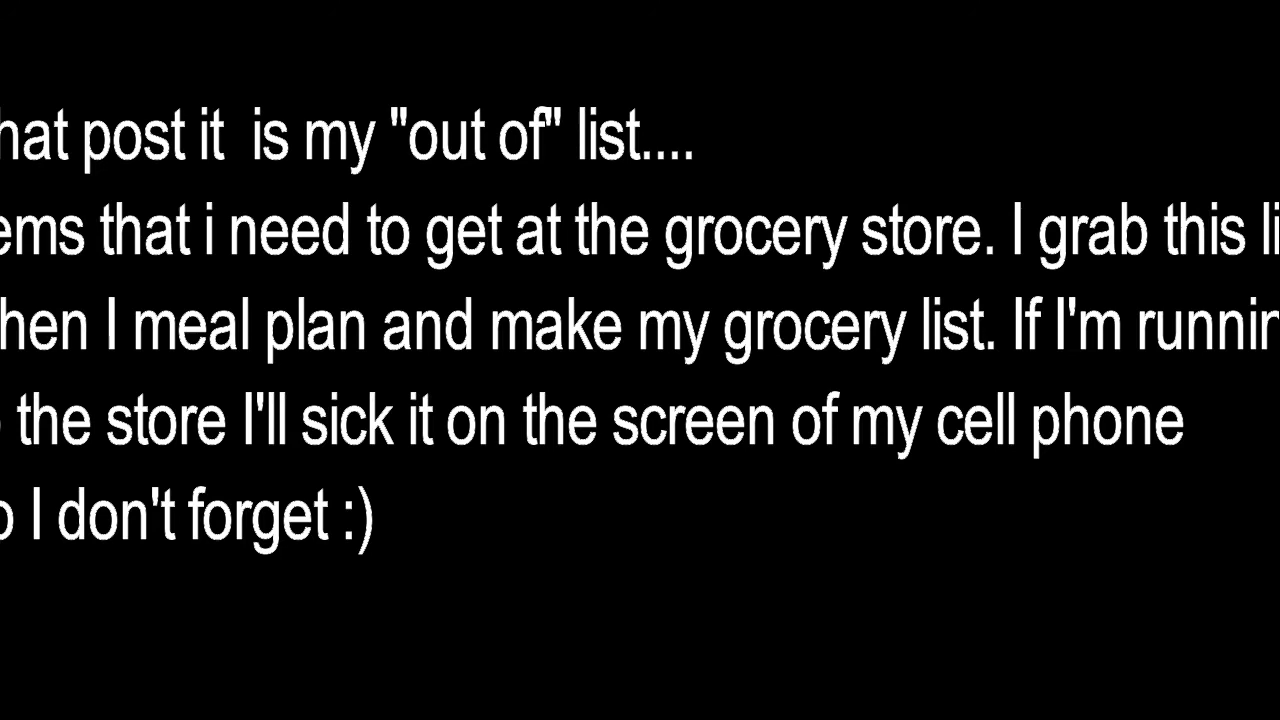 hat post it is my "out of" list....
ems that i need to get at the grocery store. I grab this li
hen I meal plan and make my grocery list. If I'm runnin
the store I'll sick it on the screen of my cell phone
o I don't forget :)